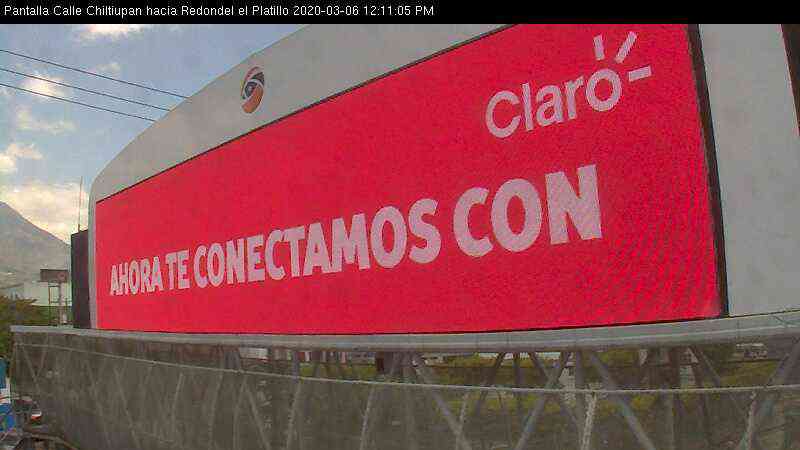 Pantalla Calle Chiltiupan hacia Redondel el Platillo 2020-03-06 12:11:05 PM
Claro
AHORA TE CONECTAMOS CON